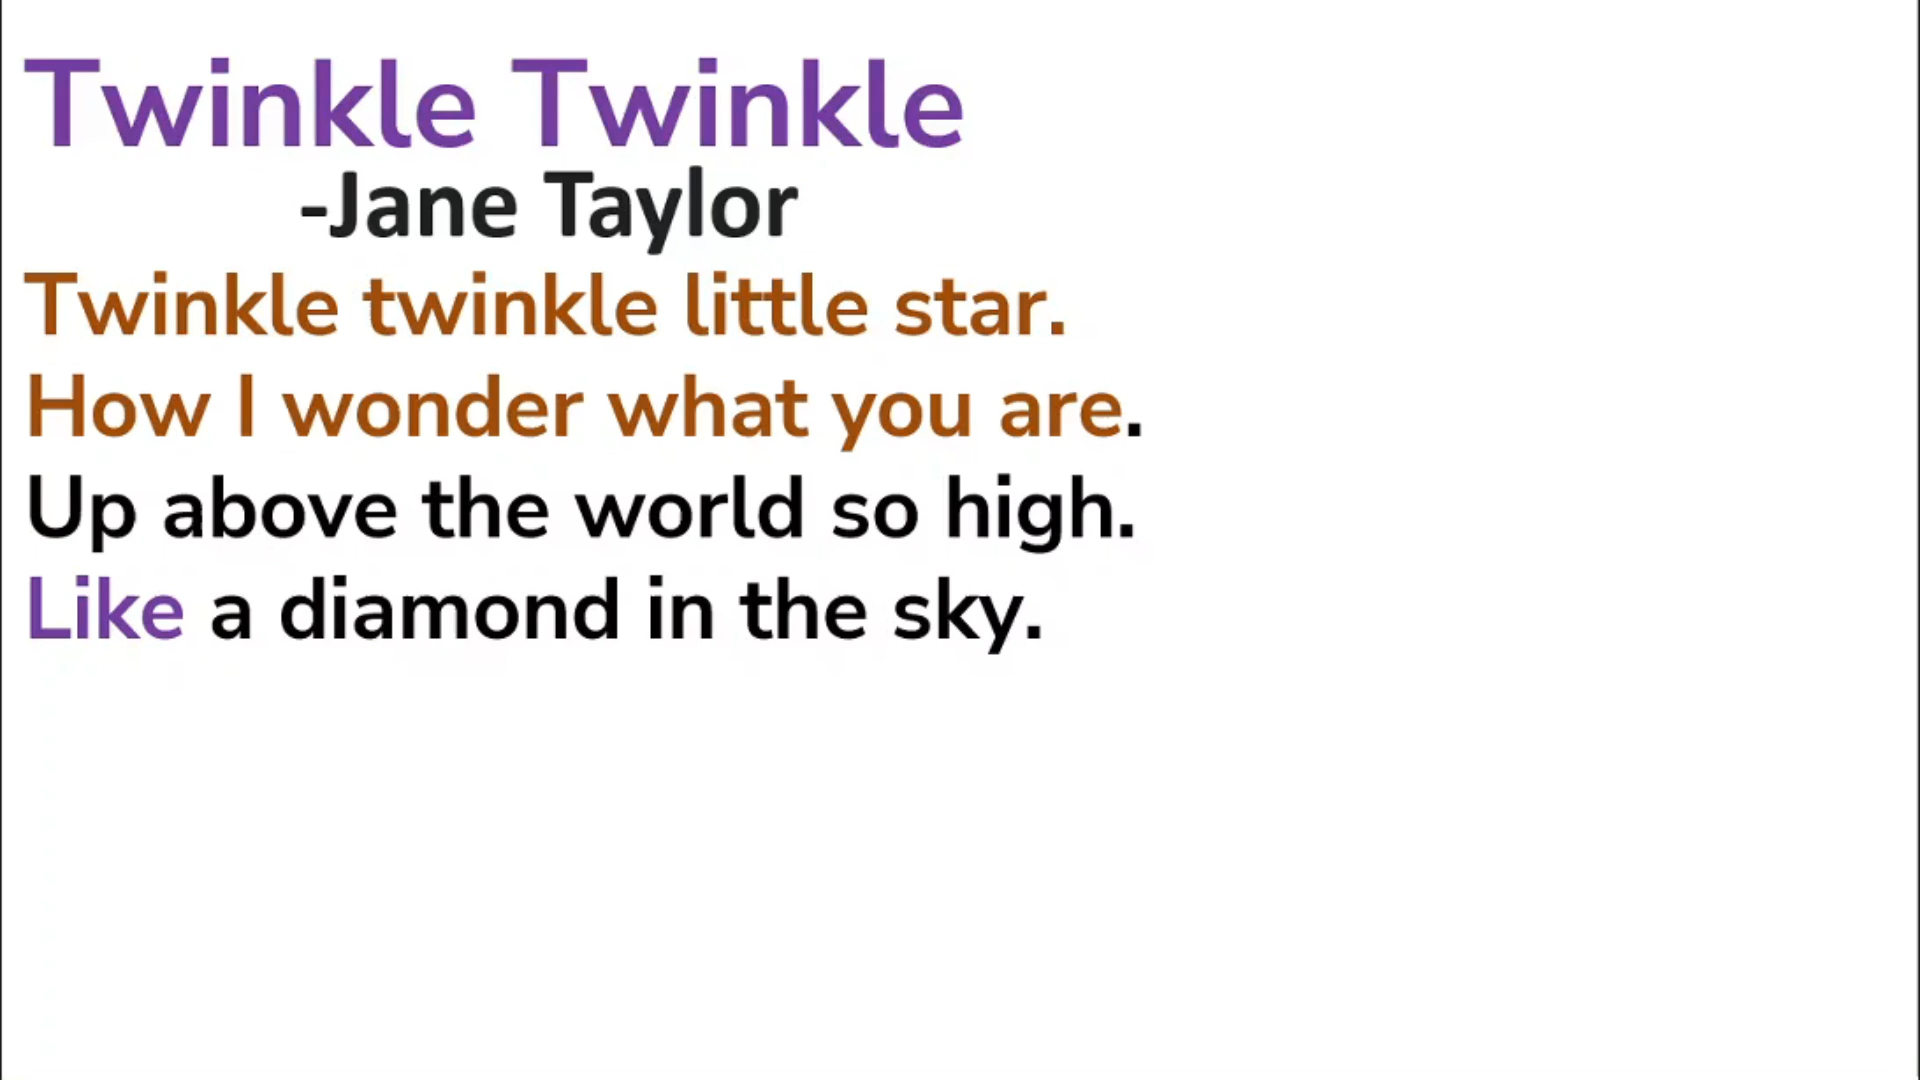 Twinkle Twinkle
-Jane Taylor
Twinkle twinkle little star.
How I wonder what you are.
Up above the world so high.
Like a diamond in the sky.